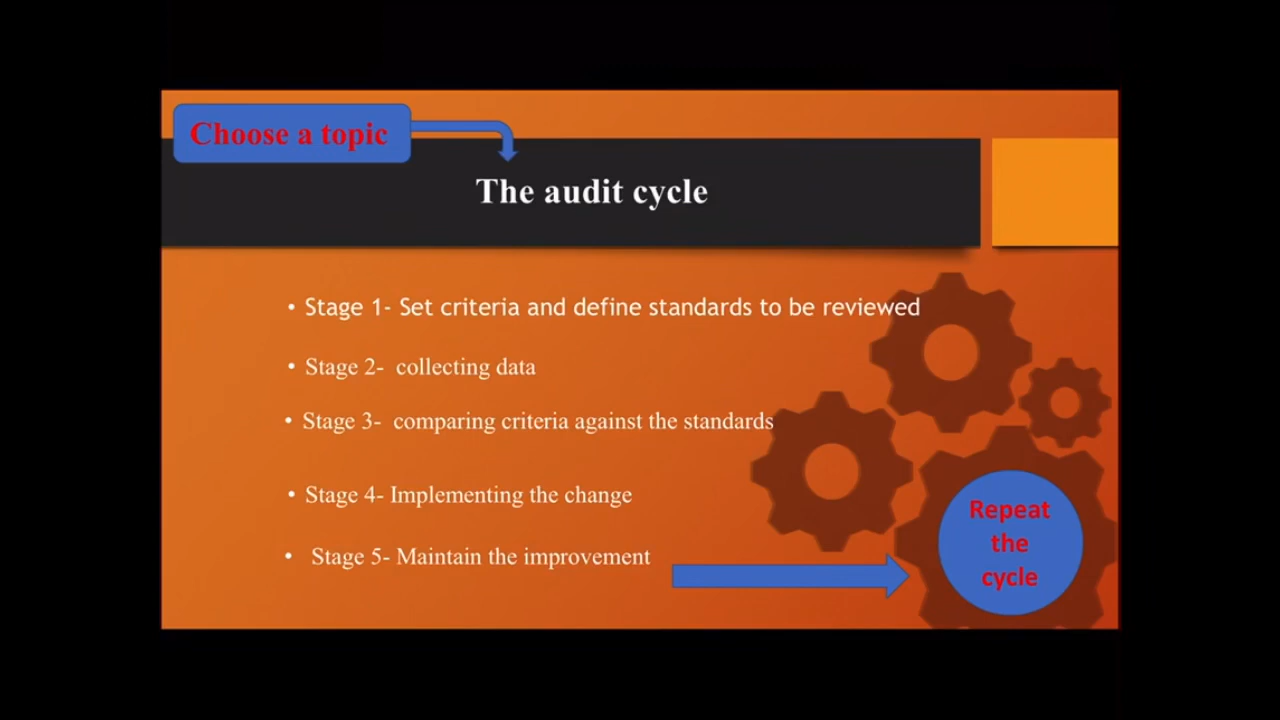 Choose a topic
The audit cycle
• Stage 1- Set criteria and define standards to be reviewed
• Stage 2- collecting data
• Stage 3- comparing criteria against the standards
• Stage 4- Implementing the change
• Stage 5- Maintain the improvement
Repeat
the
cycle